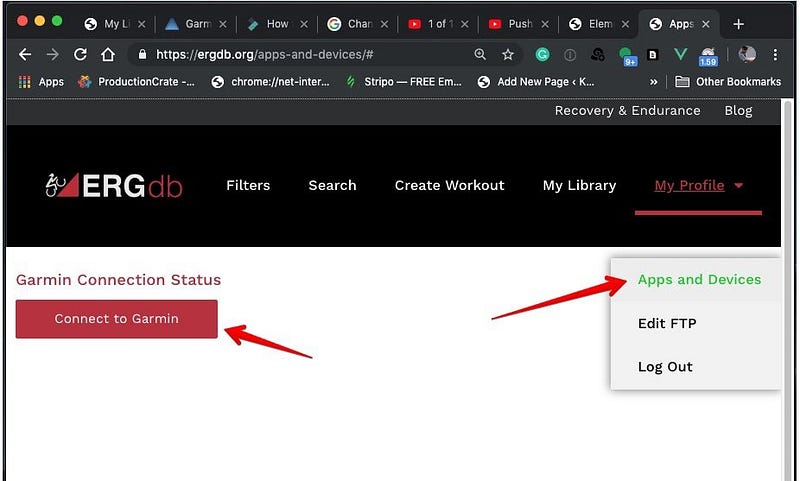 My Li
Garm
How
Chan
1 of 1
Push
Elem
Apps
https://ergdb.org/apps-and-devices/#
9+
1.59
Apps
ProductionCrate -...
chrome://net-inter...
Stripo — FREE Em...
Add New Page ‹ K...
»
Other Bookmarks
Recovery & Endurance
Blog
ERGdb
Filters
Search
Create Workout
My Library
My Profile
Garmin Connection Status
Connect to Garmin
Apps and Devices
Edit FTP
Log Out